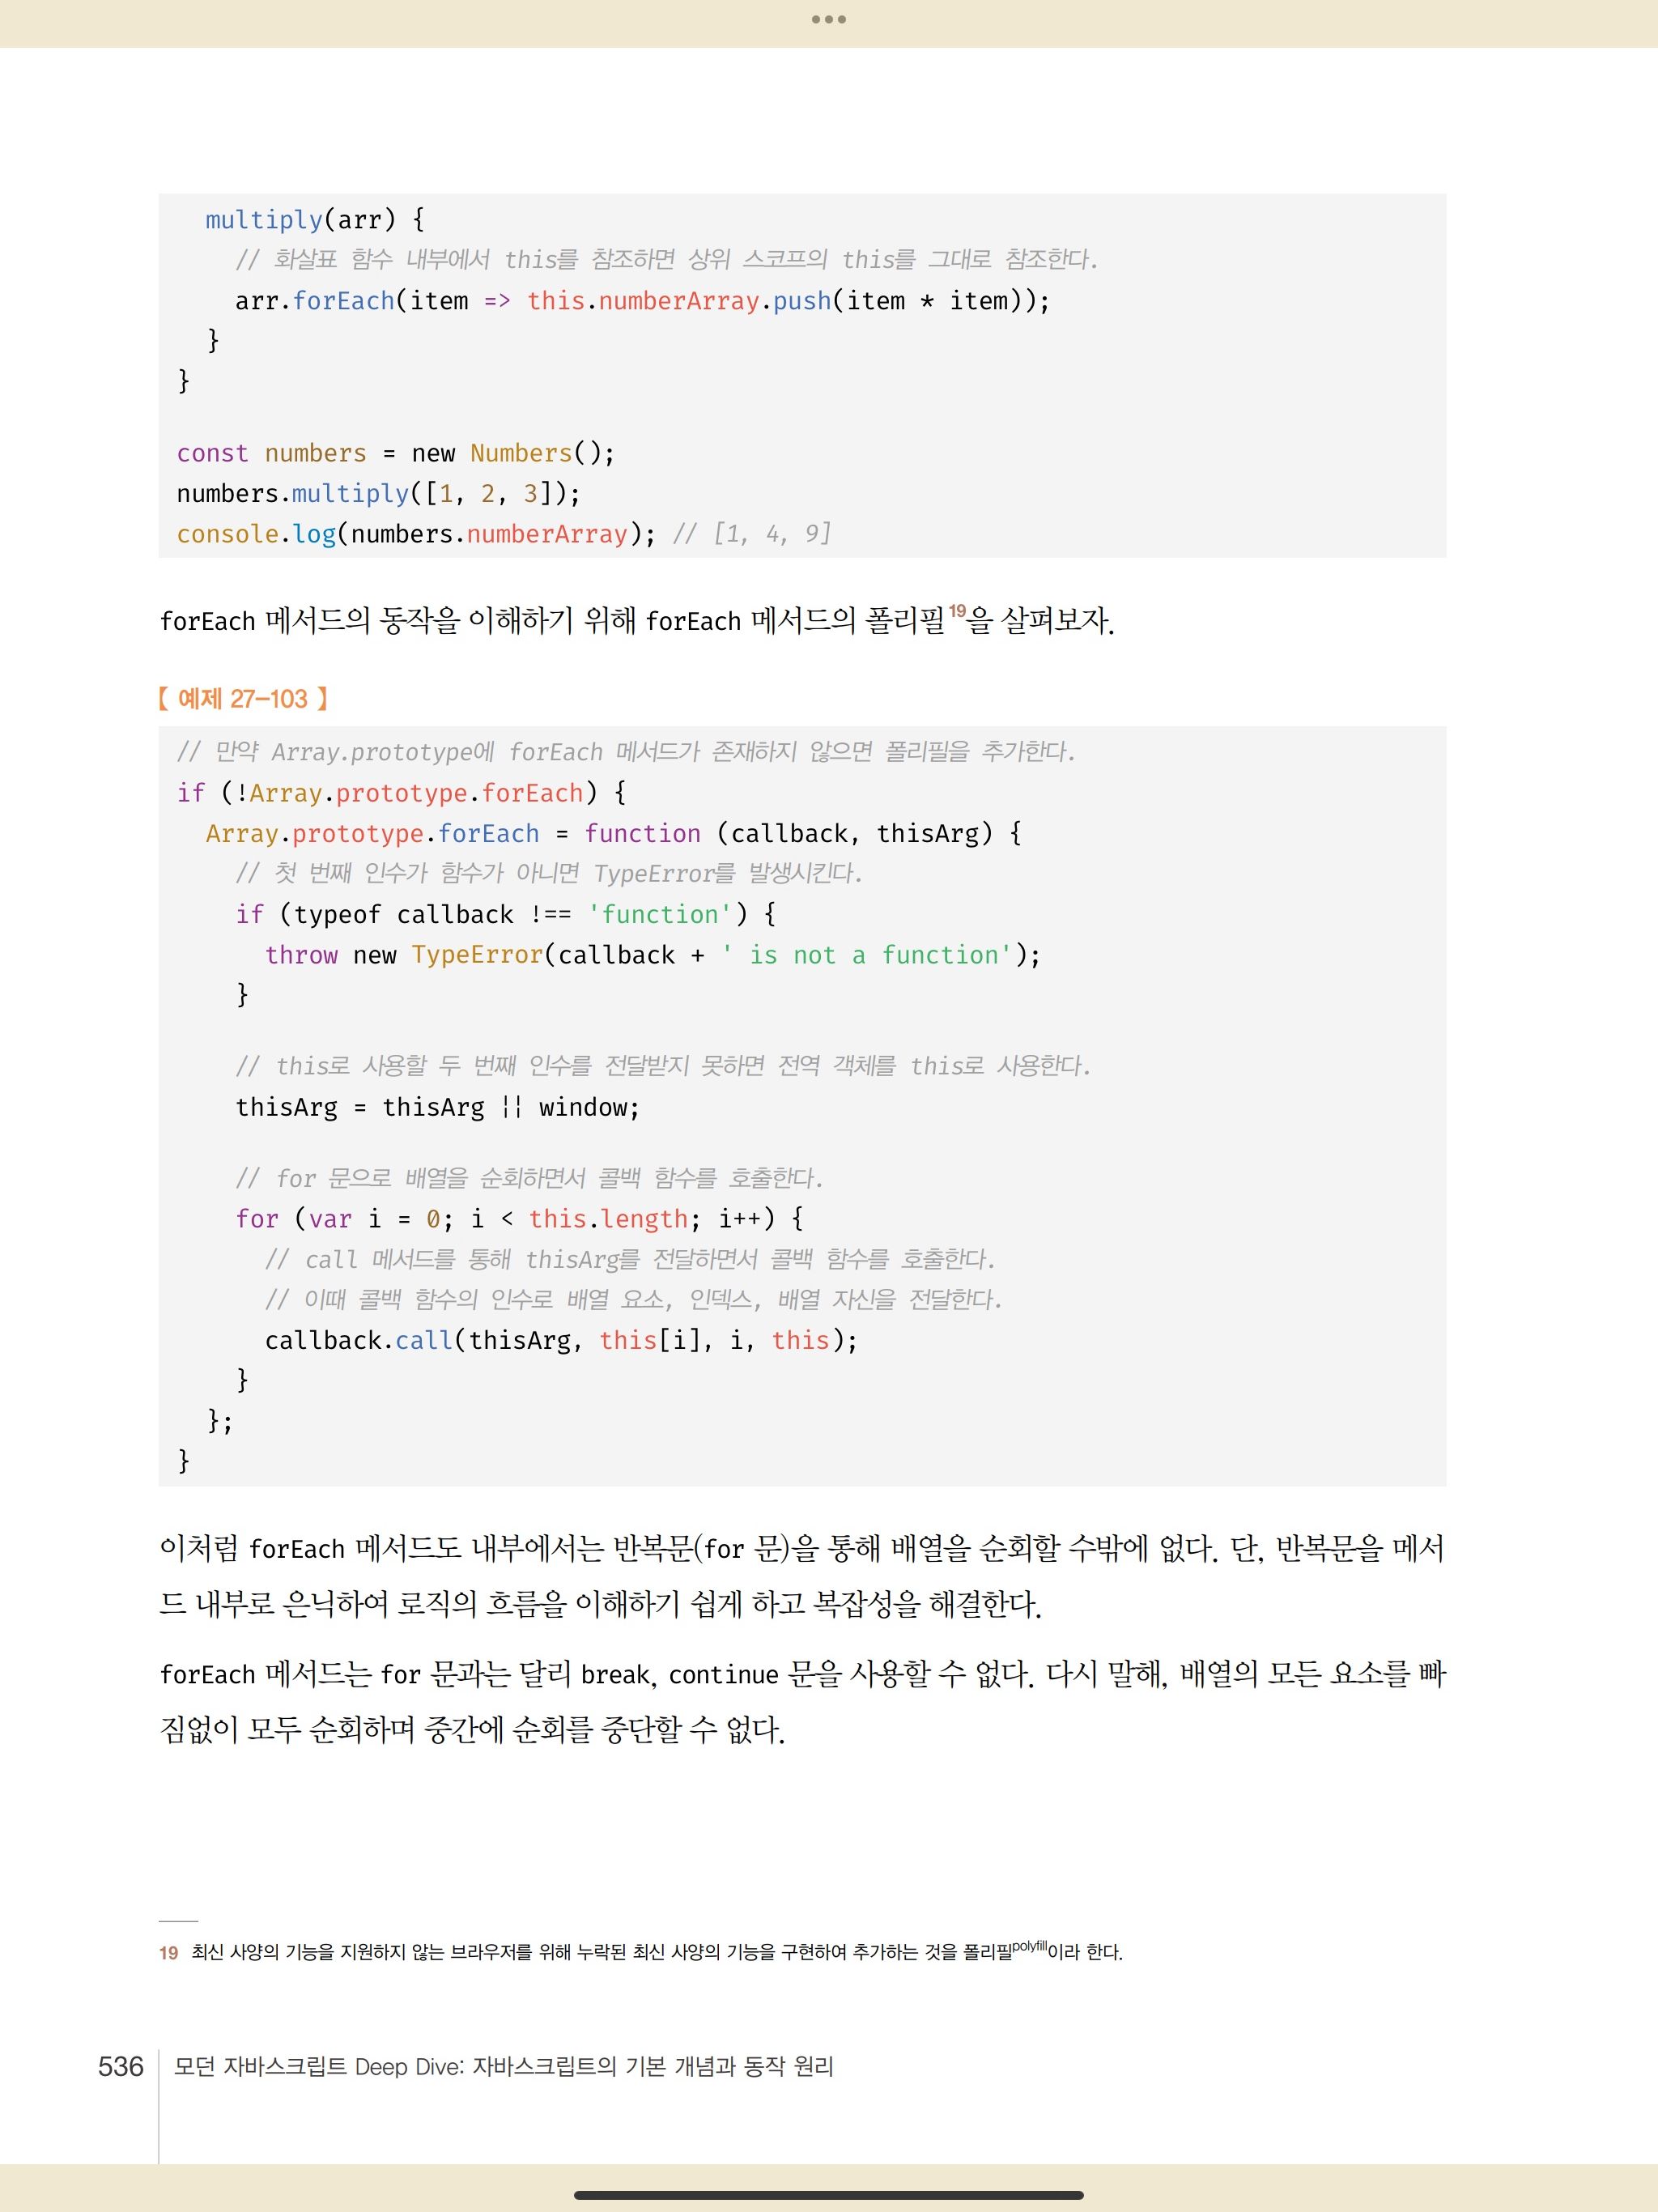 multiply(arr) {
// 화살표 함수 내부에서 this를 참조하면 상위 스코프의 this를 그대로 참조한다.
arr.forEach(item => this.numberArray.push(item * item));
}
}
const numbers = new Numbers();
numbers.multiply([1, 2, 3]);
console.log(numbers.numberArray); // [1, 4, 9]
forEach 메서드의 동작을 이해하기 위해 forEach 메서드의 폴리필19을 살펴보자.
【 예제 27-103 】
// 만약 Array.prototype에 forEach 메서드가 존재하지 않으면 폴리필을 추가한다.
if (!Array.prototype.forEach) {
Array.prototype.forEach = function (callback, thisArg) {
// 첫 번째 인수가 함수가 아니면 TypeError를 발생시킨다.
if (typeof callback !== 'function') {
throw new TypeError(callback + ' is not a function');
}
// this로 사용할 두 번째 인수를 전달받지 못하면 전역 객체를 this로 사용한다.
thisArg = thisArg || window;
// for 문으로 배열을 순회하면서 콜백 함수를 호출한다.
for (var i = 0; i < this.length; i++) {
// call 메서드를 통해 thisArg를 전달하면서 콜백 함수를 호출한다.
// 이때 콜백 함수의 인수로 배열 요소, 인덱스, 배열 자신을 전달한다.
callback.call(thisArg, this[i], i, this);
}
};
}
이처럼 forEach 메서드도 내부에서는 반복문(for 문)을 통해 배열을 순회할 수밖에 없다. 단, 반복문을 메서
드 내부로 은닉하여 로직의 흐름을 이해하기 쉽게 하고 복잡성을 해결한다.
forEach 메서드는 for 문과는 달리 break, continue 문을 사용할 수 없다. 다시 말해, 배열의 모든 요소를 빠
짐없이 모두 순회하며 중간에 순회를 중단할 수 없다.
19 최신 사양의 기능을 지원하지 않는 브라우저를 위해 누락된 최신 사양의 기능을 구현하여 추가하는 것을 폴리필polyfill이라 한다.
536 모던 자바스크립트 Deep Dive: 자바스크립트의 기본 개념과 동작 원리